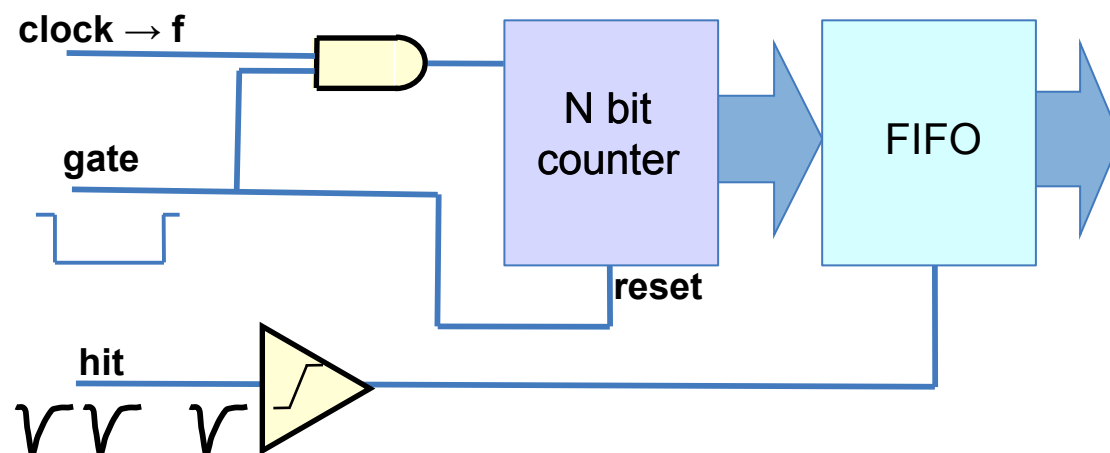 clock → f
N bit
counter
FIFO
gate
reset
hit